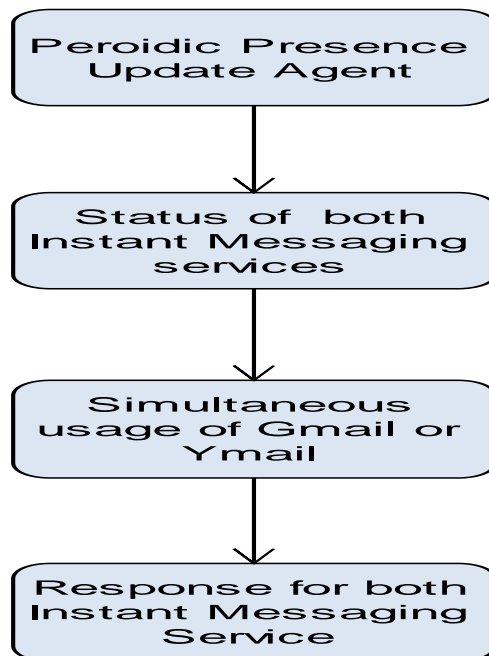 Peroidic Presence
Update Agent
Status of both
Instant Messaging
services
Simultaneous
usage of Gmail or
Ymail
Response for both
Instant Messaging
Service